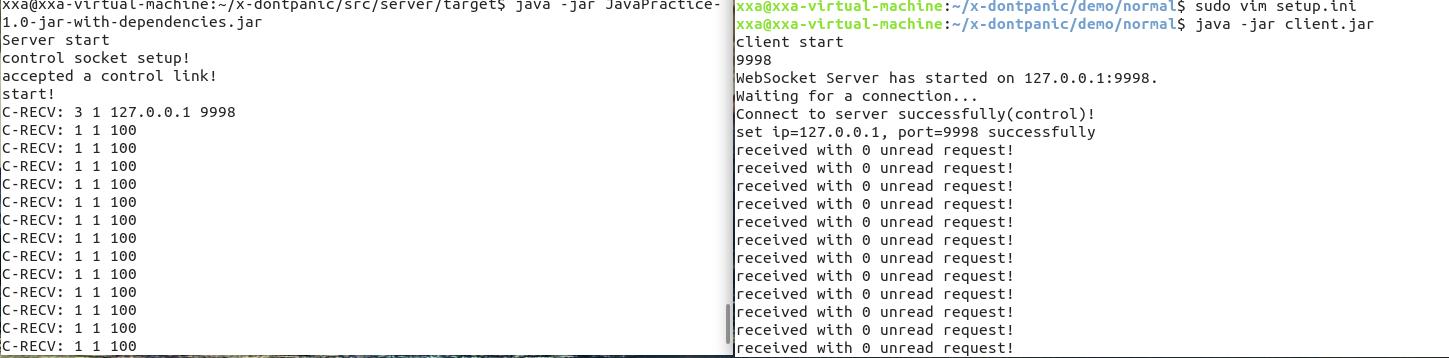 xxa@xxa-virtual-machine:~/x-dontpanic/src/server/target$ java -jar JavaPractice-
1.0-jar-with-dependencies.jar
Server start
control socket setup!
accepted a control link!
start!
C-RECV: 3 1 127.0.0.1 9998
C-RECV: 1 1 100
C-RECV: 1 1 100
C-RECV: 1 1 100
C-RECV: 1 1 100
C-RECV: 1 1 100
C-RECV: 1 1 100
C-RECV: 1 1 100
C-RECV: 1 1 100
C-RECV: 1 1 100
C-RECV: 1 1 100
C-RECV: 1 1 100
C-RECV: 1 1 100
C-RECV: 1 1 100
xxa@xxa-virtual-machine:~/x-dontpanic/demo/normal$ sudo vim setup.ini
xxa@xxa-virtual-machine:~/x-dontpanic/demo/normal$ java -jar client.jar
client start
9998
WebSocket Server has started on 127.0.0.1:9998.
Waiting for a connection...
Connect to server successfully(control)!
set ip=127.0.0.1, port=9998 successfully
received with 0 unread request!
received with 0 unread request!
received with 0 unread request!
received with 0 unread request!
received with 0 unread request!
received with 0 unread request!
received with 0 unread request!
received with 0 unread request!
received with 0 unread request!
received with 0 unread request!
received with 0 unread request!
received with 0 unread request!